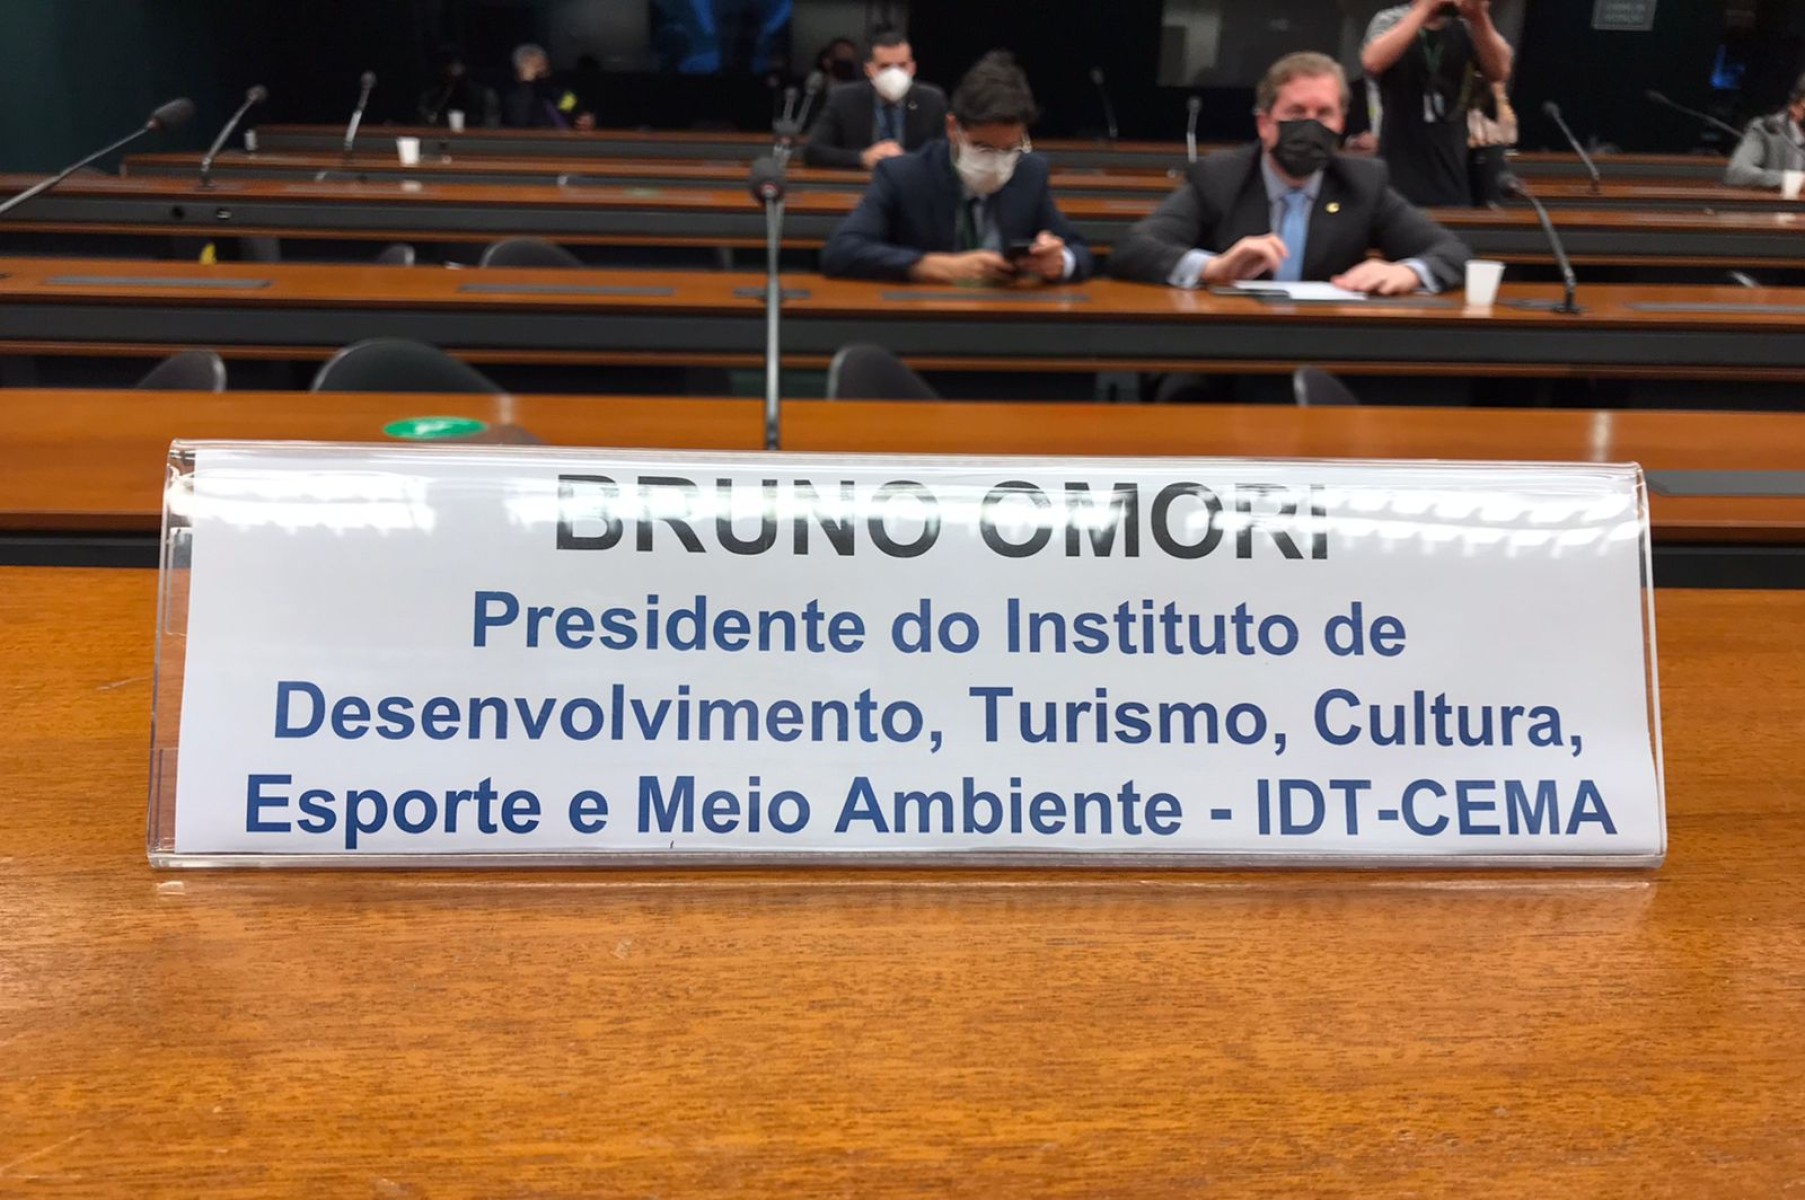 BRUNO OMORI
Presidente do Instituto de
Desenvolvimento, Turismo, Cultura,
Esporte e Meio Ambiente - IDT-CEMA